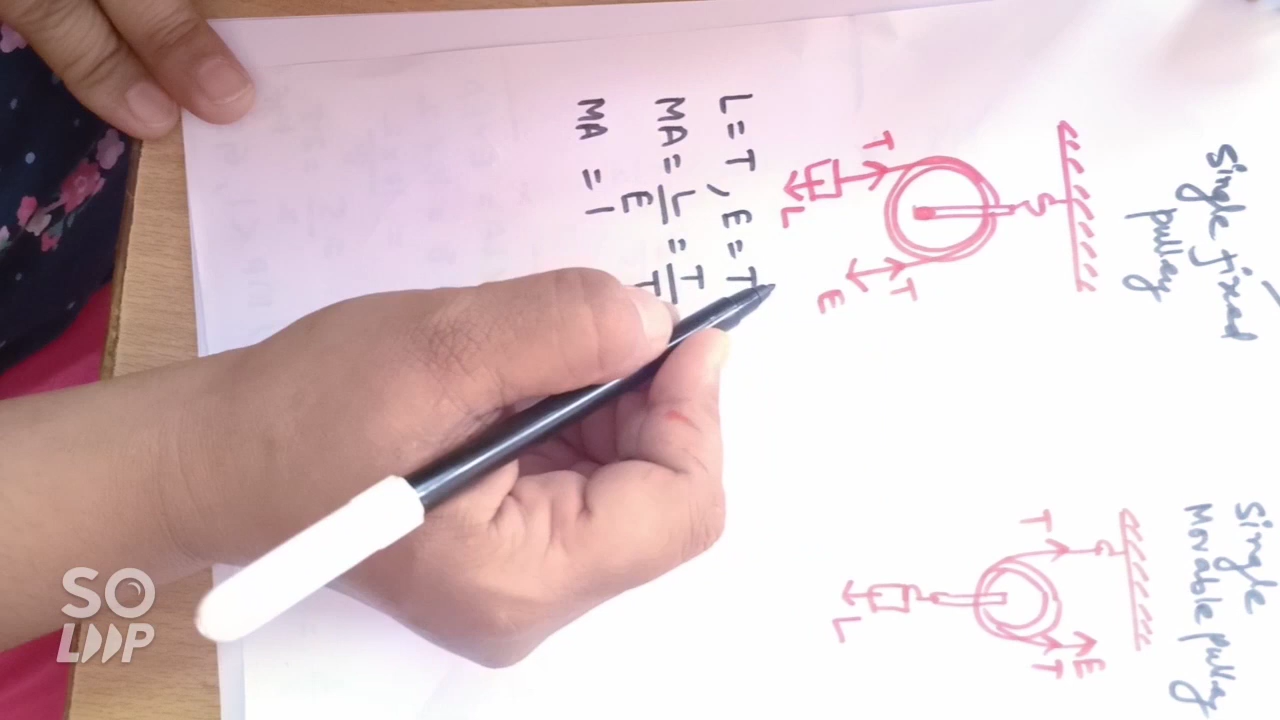 Single fixed
pulley
T
T
L
E
L = T, E = T
MA = L/E = T/T
MA = 1
Single
Movable pulley
T
E
T
L
SO
LOOP